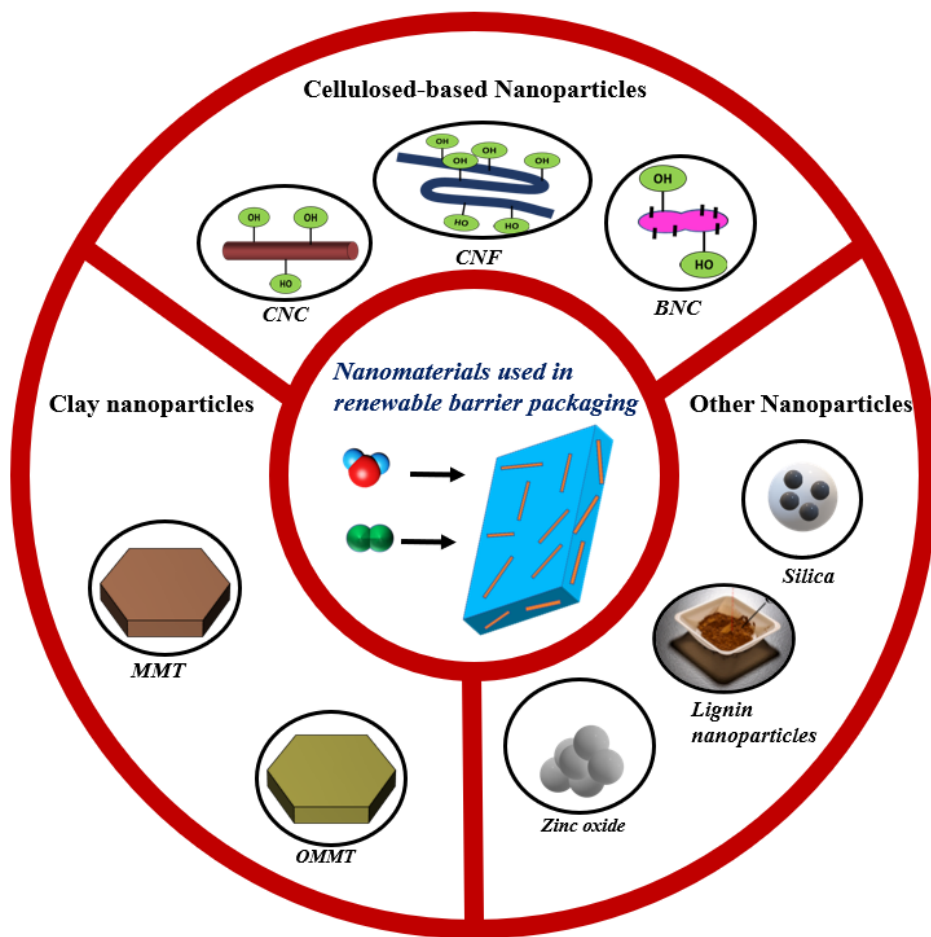 Cellulosed-based Nanoparticles
OH
OH
HO
CNC
OH
OH
OH
OH
HO
HO
CNF
OH
HO
BNC
Clay nanoparticles
MMT
OMMT
Nanomaterials used in
renewable barrier packaging
Other Nanoparticles
Silica
Lignin
nanoparticles
Zinc oxide